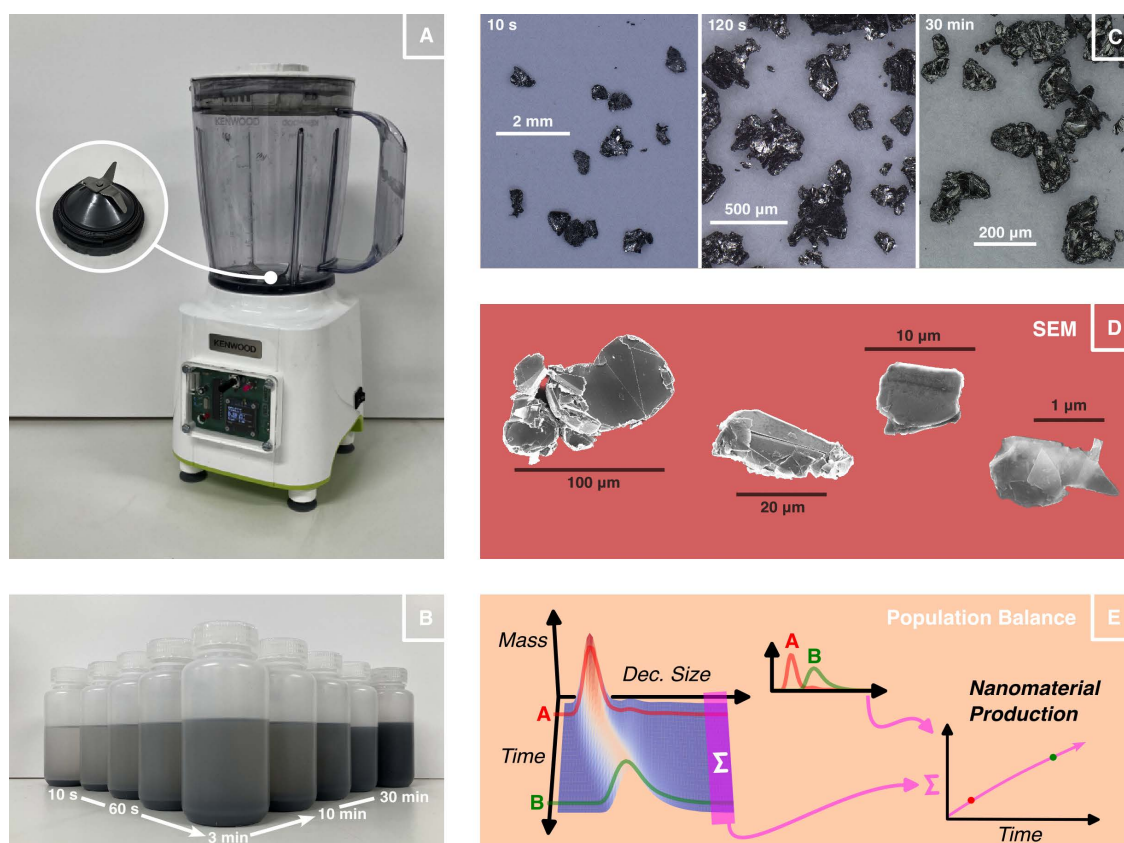 A
KENWOOD
KENWOOD
B
10 s
60 s
3 min
10 min
30 min
10 s
120 s
30 min
C
2 mm
500 µm
200 µm
SEM
D
100 µm
20 µm
10 µm
1 µm
Population Balance
E
Mass
Dec. Size
A
Time
B
Σ
A
B
Nanomaterial
Production
Σ
Time